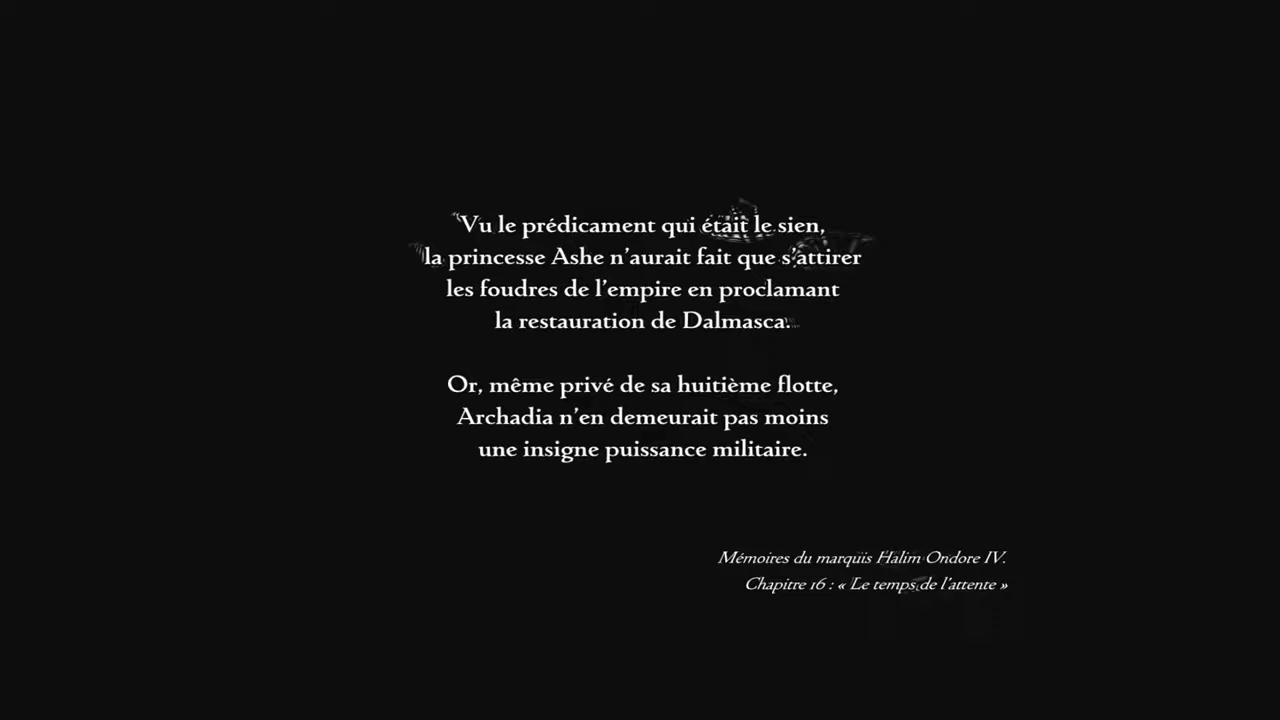 Vu le prédicament qui était le sien,
la princesse Ashe n'aurait fait que s'attirer
les foudres de l'empire en proclamant
la restauration de Dalmasca.
Or, même privé de sa huitième flotte,
Archadia n'en demeurait pas moins
une insigne puissance militaire.
Mémoires du marquis Halim Ondore IV.
Chapitre 16 : « Le temps de l'attente »